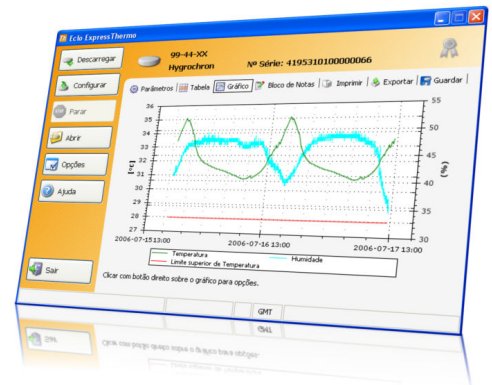 Eclo ExpressThermo
Descarregar
Configurar
Parar
Abrir
Opções
Ajuda
Sair
99-44-XX
Hygrochron
Nº Série: 4195310100000066
Parâmetros
Tabela
Gráfico
Bloco de Notas
Imprimir
Exportar
Guardar
36
35
34
33
32
31
30
29
28
27
[ºC]
55
50
45
40
35
30
(%)
2006-07-15 13:00
2006-07-16 13:00
2006-07-17 13:00
Temperatura
Humidade
Limite superior de Temperatura
Clicar com botão direito sobre o gráfico para opções.
GMT